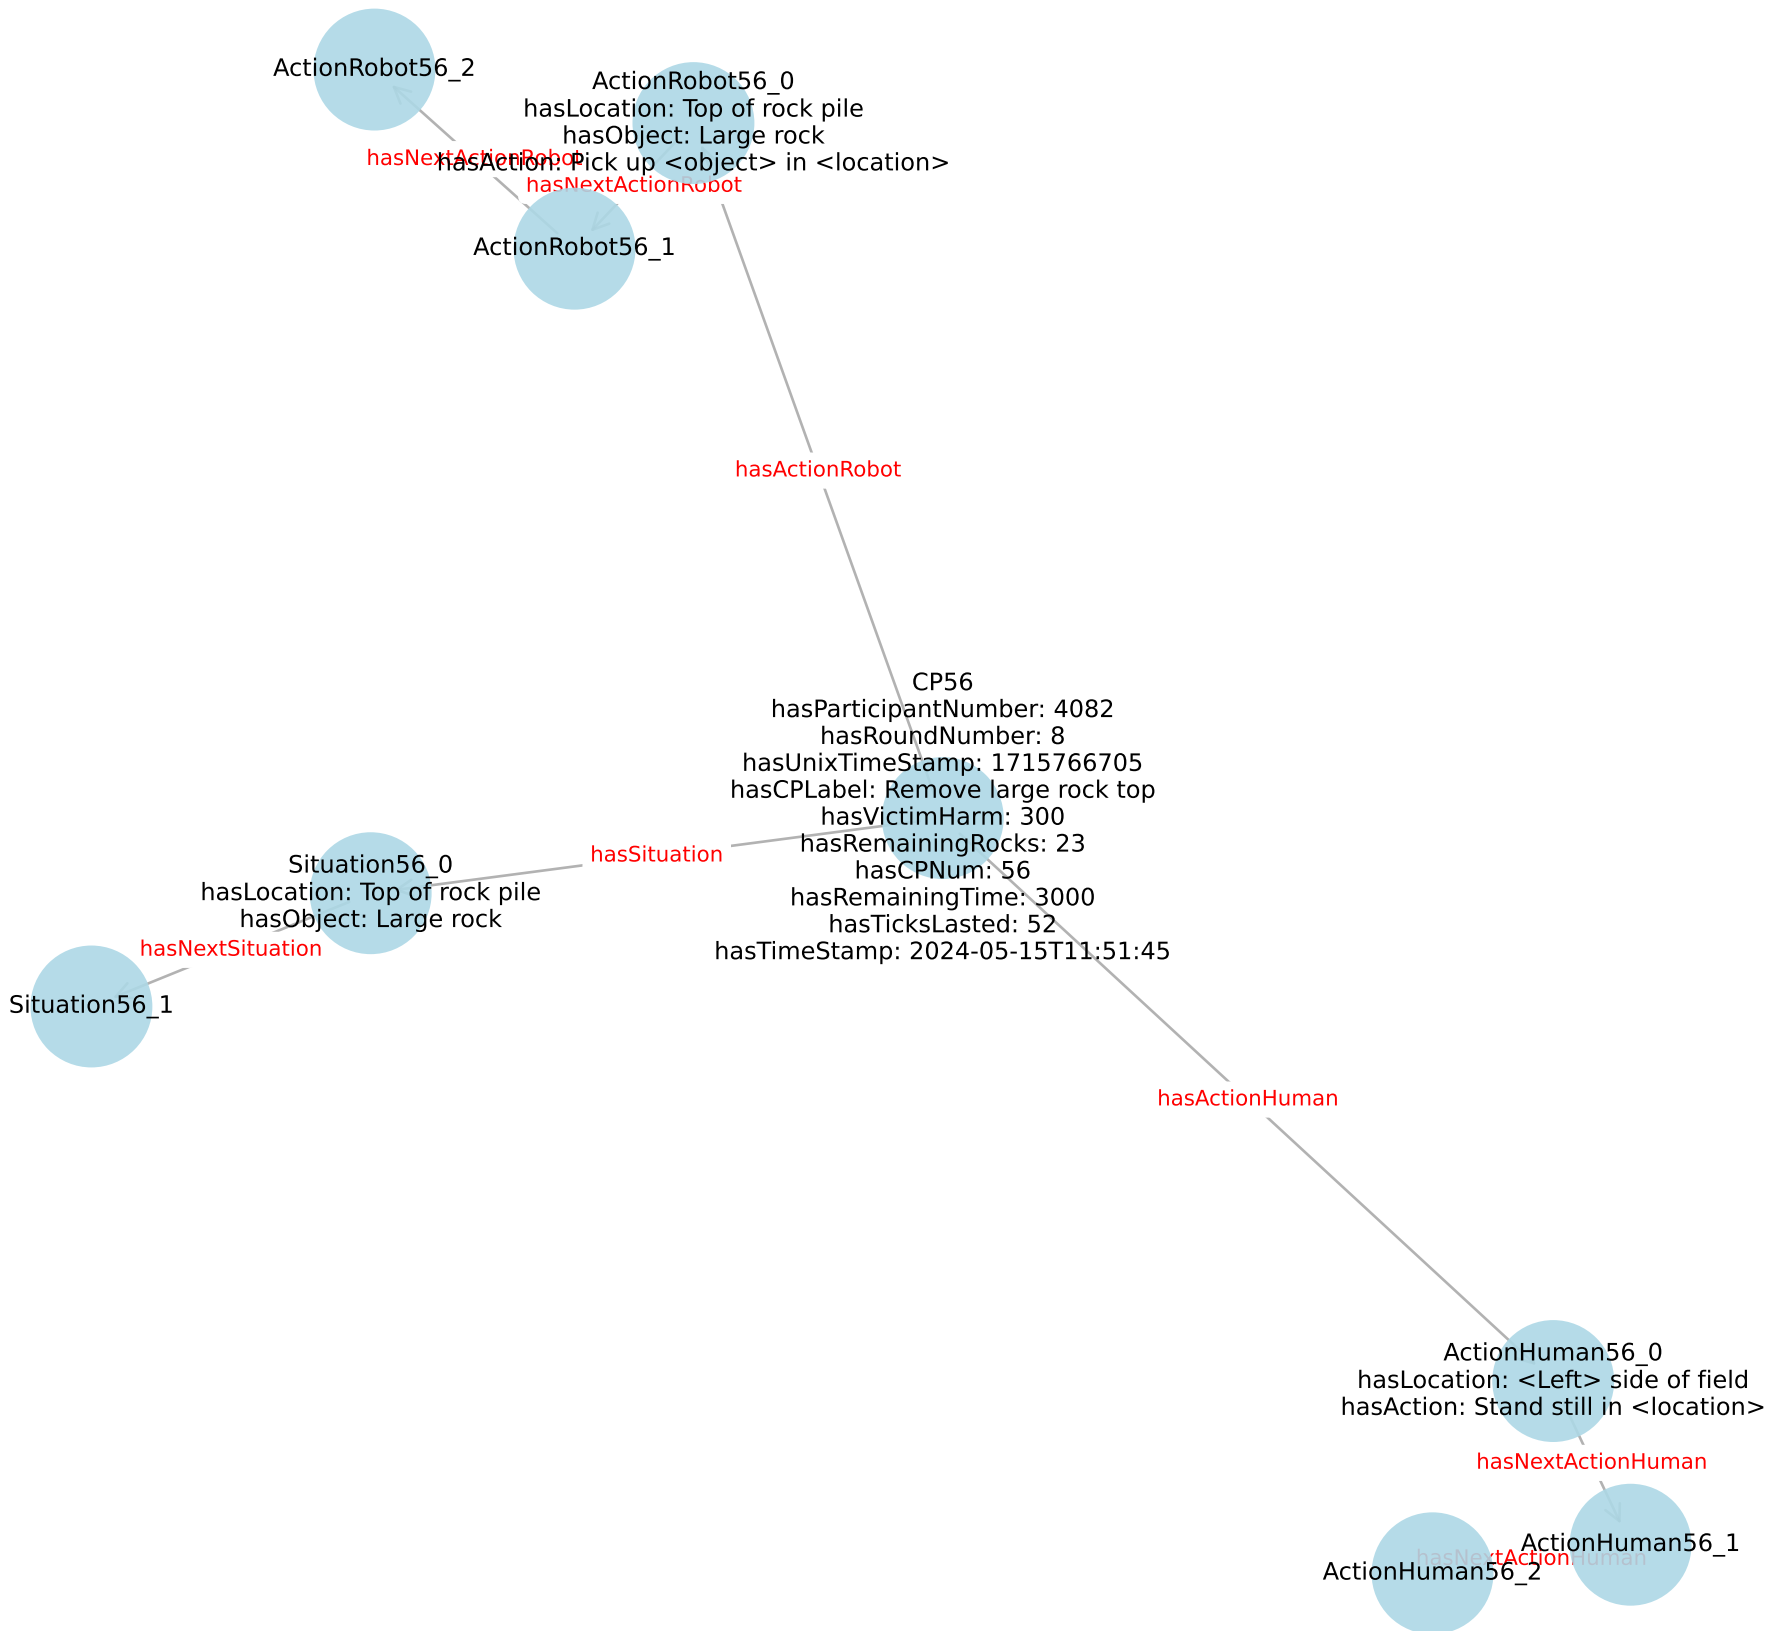 ActionRobot56_2
ActionRobot56_0
hasLocation: Top of rock pile
hasObject: Large rock
hasAction: Pick up <object> in <location>
hasNextActionRobot
hasNextActionRobot
ActionRobot56_1
hasActionRobot
CP56
hasParticipantNumber: 4082
hasRoundNumber: 8
hasUnixTimeStamp: 1715766705
hasCPLabel: Remove large rock top
hasVictimHarm: 300
hasRemainingRocks: 23
hasCPNum: 56
hasRemainingTime: 3000
hasTicksLasted: 52
hasTimeStamp: 2024-05-15T11:51:45
hasSituation
Situation56_0
hasLocation: Top of rock pile
hasObject: Large rock
hasNextSituation
Situation56_1
hasActionHuman
ActionHuman56_0
hasLocation: <Left> side of field
hasAction: Stand still in <location>
hasNextActionHuman
ActionHuman56_1
hasNextActionHuman
ActionHuman56_2